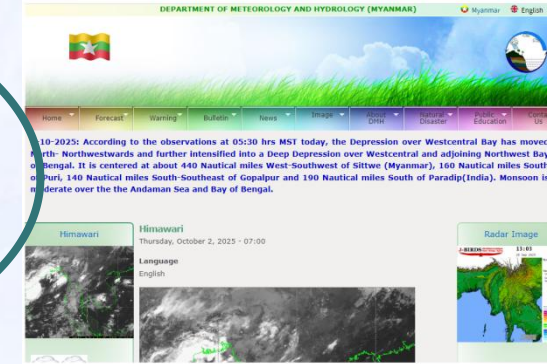 DEPARTMENT OF METEOROLOGY AND HYDROLOGY (MYANMAR)
Myanmar English
Home Forecast Warning Bulletin News Image About DMH Natural Disaster Public Education Us
10-2025: According to the observations at 05:30 hrs MST today, the Depression over Westcentral Bay has moved
North- Northwestwards and further intensified into a Deep Depression over Westcentral and adjoining Northwest Bay
of Bengal. It is centered at about 440 Nautical miles West-Southwest of Sittwe (Myanmar), 160 Nautical miles South
of Puri, 140 Nautical miles South-Southeast of Gopalpur and 190 Nautical miles South of Paradip(India). Monsoon is
moderate over the the Andaman Sea and Bay of Bengal.
Himawari
Himawari
Thursday, October 2, 2025 - 07:00
Language
English
Radar Image
J-BIRDS